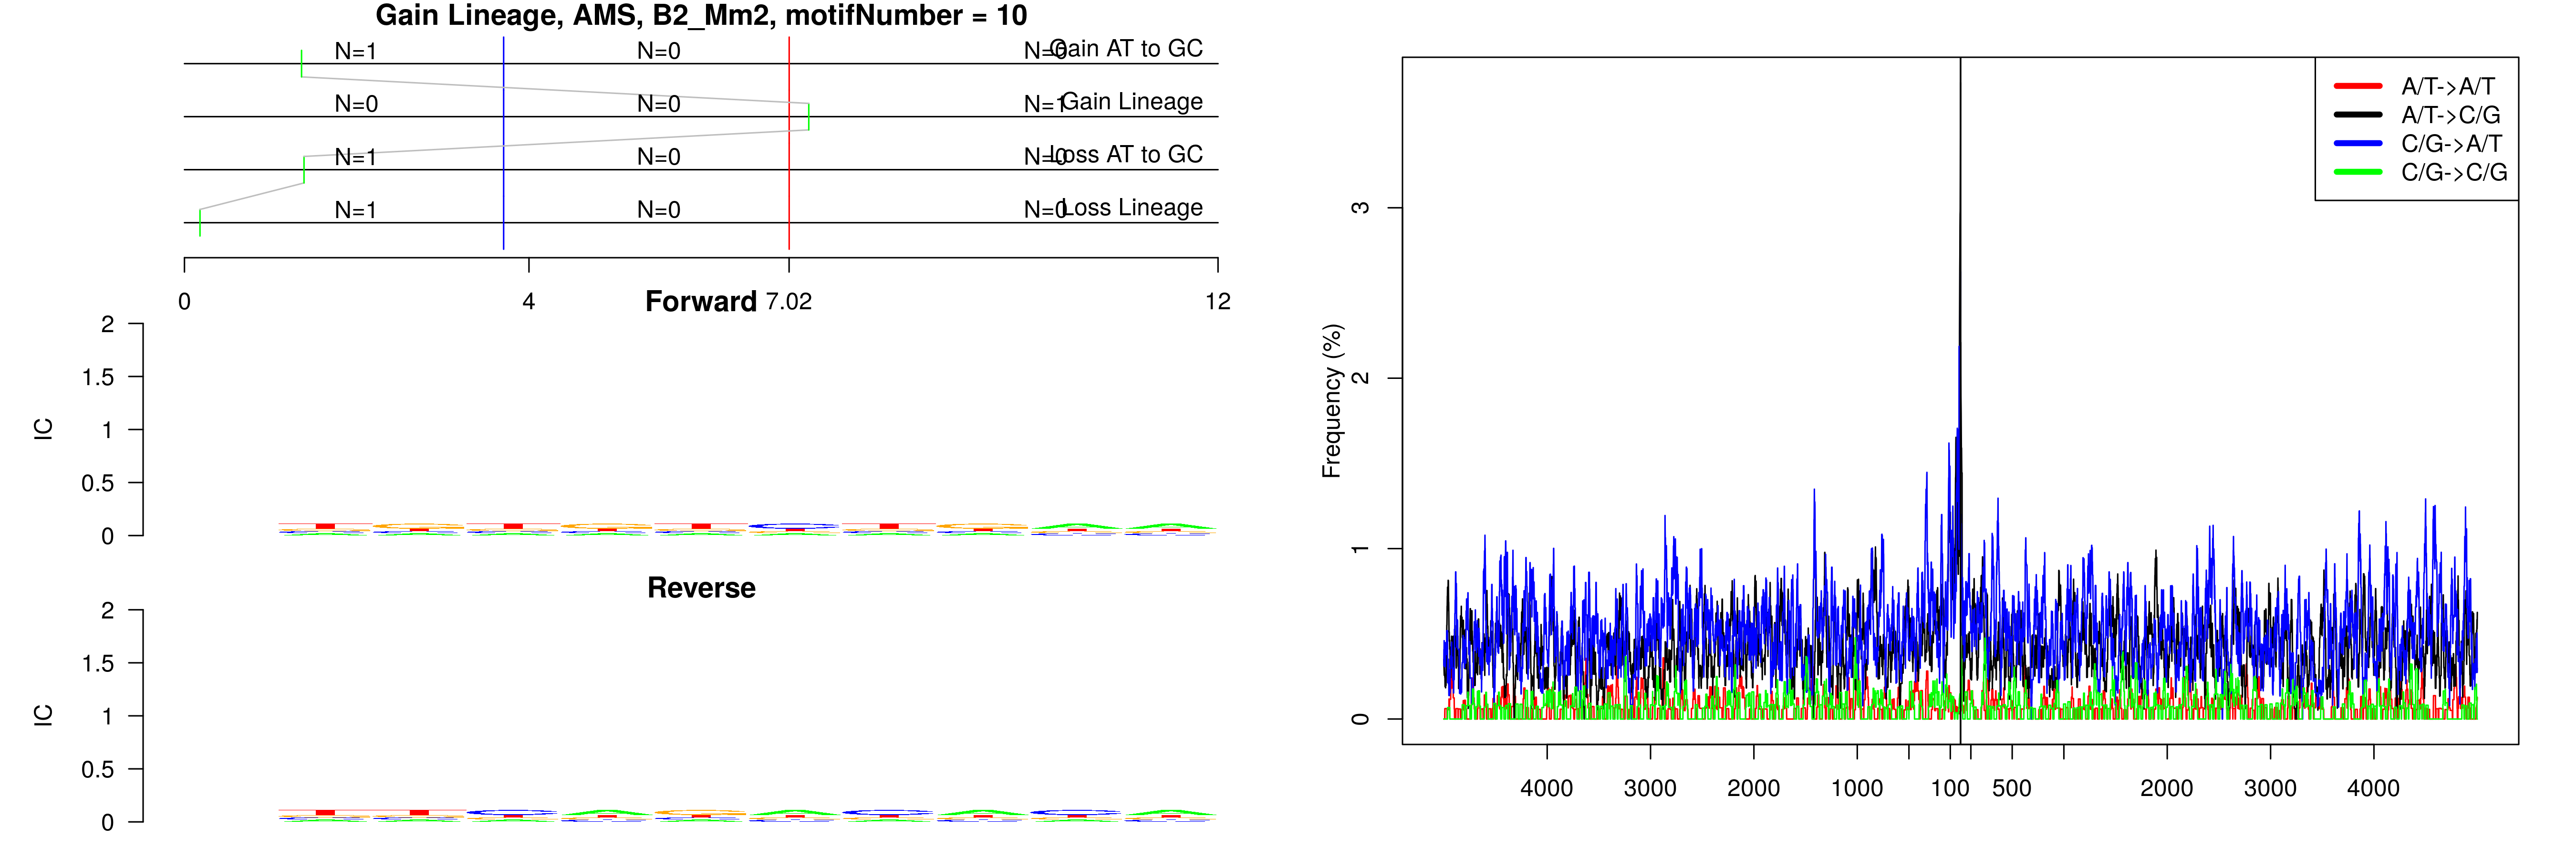 Gain Lineage, AMS, B2_Mm2, motifNumber = 10
N=1 N=0 N=0 Gain AT to GC
N=0 N=0 N=1 Gain Lineage
N=1 N=0 N=0 Loss AT to GC
N=1 N=0 N=0 Loss Lineage
0 4 7.02 12
Forward
2
1.5
1
0.5
0
IC
Reverse
2
1.5
1
0.5
0
IC
A/T->A/T
A/T->C/G
C/G->A/T
C/G->C/G
Frequency (%)
3
2
1
0
4000 3000 2000 1000 100 500 2000 3000 4000